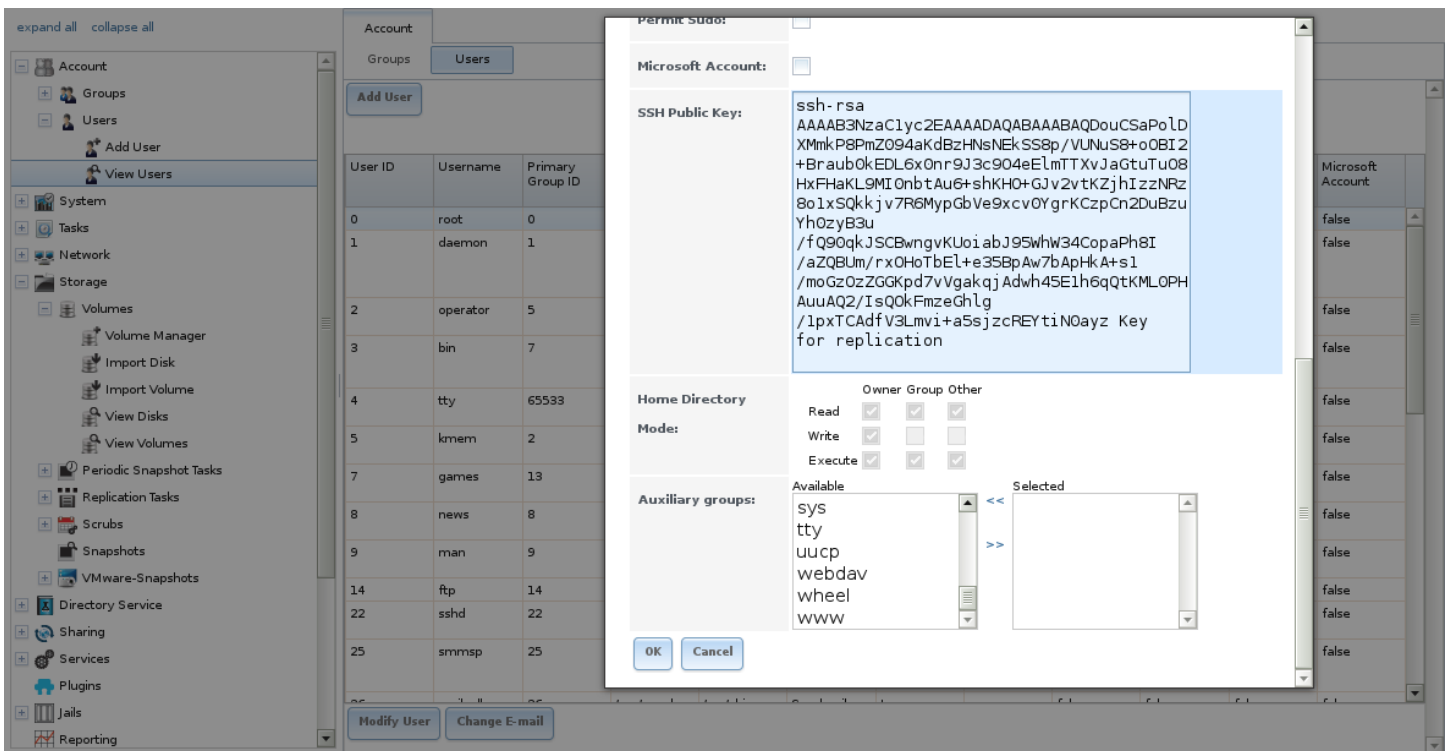 expand all collapse all
Account
Groups
Users
Add User
View Users
System
Tasks
Network
Storage
Volumes
Volume Manager
Import Disk
Import Volume
View Disks
View Volumes
Periodic Snapshot Tasks
Replication Tasks
Scrubs
Snapshots
VMware-Snapshots
Directory Service
Sharing
Services
Plugins
Jails
Reporting
Account
Groups Users
Add User
User ID Username Primary Group ID Microsoft Account
0 root 0 false
1 daemon 1 false
2 operator 5 false
3 bin 7 false
4 tty 65533 false
5 kmem 2 false
7 games 13 false
8 news 8 false
9 man 9 false
14 ftp 14 false
22 sshd 22 false
25 smmsp 25 false
Modify User Change E-mail
Permit Sudo:
Microsoft Account:
SSH Public Key:
ssh-rsa
AAAAB3NzaC1yc2EAAAADAQABAAABAQDouCSaPolD
XMmkP8PmZ094aKdBzHNsNEkSS8p/VUNuS8+oOBI2
+Braub0kEDL6x0nr9J3c9O4eElmTTXvJaGtuTuO8
HxFHaKL9MI0nbtAu6+shKHO+GJv2vtKZjhIzzNRz
8o1xSQkkjv7R6MypGbVe9xcv0YgrKCzpCn2DuBzu
YhOzyB3u
/fQ90qkJSCBwngvKUoiabJ95WhW34CopaPh8I
/aZQBUm/rxOHoTbEl+e35BpAw7bApHkA+s1
/moGzOzZGGKpd7vVgakqjAdwh45E1h6qQtKML0PH
AuuAQ2/IsQOkFmzeGhlg
/1pxTCAdfV3Lmvi+a5sjzcREYtiN0ayz Key
for replication
Home Directory Mode:
Owner Group Other
Read
Write
Execute
Auxiliary groups:
Available
sys
tty
uucp
webdav
wheel
www
<<
>>
Selected
OK Cancel